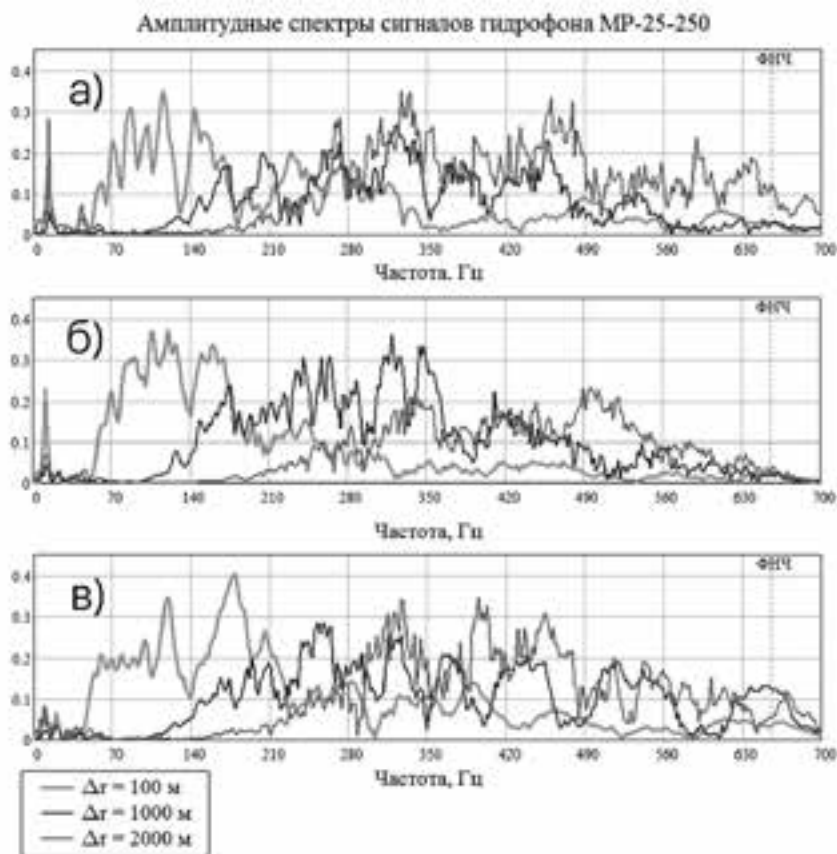 Амплитудные спектры сигналов гидрофона МР-25-250
а)
ФНЧ
0.4
0.3
0.2
0.1
0
0 70 140 210 280 350 420 490 560 630 700
Частота, Гц
б)
ФНЧ
0.4
0.3
0.2
0.1
0
0 70 140 210 280 350 420 490 560 630 700
Частота, Гц
в)
ФНЧ
0.4
0.3
0.2
0.1
0
0 70 140 210 280 350 420 490 560 630 700
Частота, Гц
Δr = 100 м
Δr = 1000 м
Δr = 2000 м